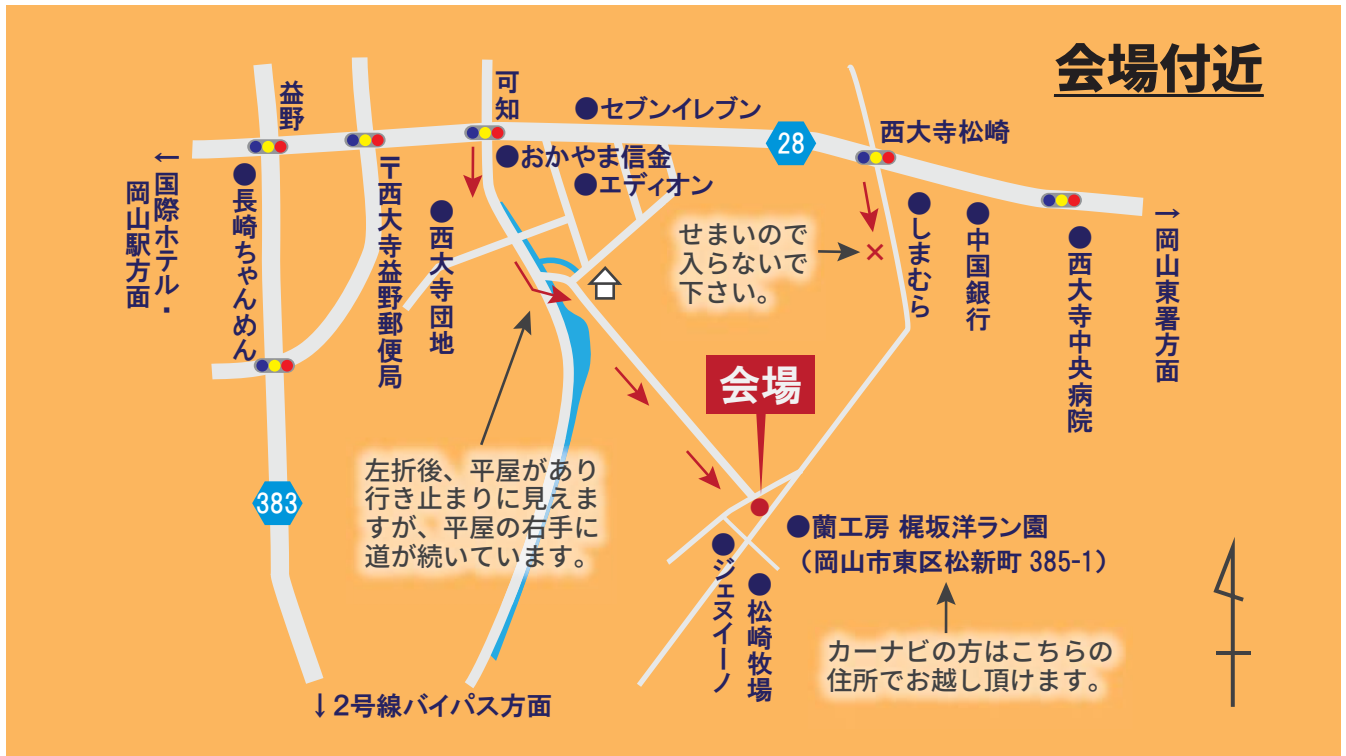 会場付近
益野
可知
●セブンイレブン
28
西大寺松崎
●おかやま信金
●エディオン
←国際ホテル・
岡山駅方面
●長崎ちゃんめん
〒西大寺益野郵便局
●西大寺団地
せまいので
入らないで
下さい。
●しまむら
●中国銀行
●西大寺中央病院
→岡山東署方面
会場
左折後、平屋があり
行き止まりに見えま
すが、平屋の右手に
道が続いています。
383
●蘭工房 梶坂洋ラン園
（岡山市東区松新町 385-1）
●ジェヌイーノ
●松崎牧場
カーナビの方はこちらの
住所でお越し頂けます。
↓2号線バイパス方面